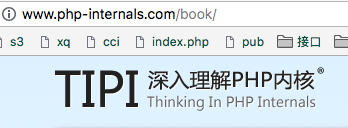 www.php-internals.com/book/
s3 xq cci index.php pub 接口
TIPI 深入理解PHP内核®
Thinking In PHP Internals